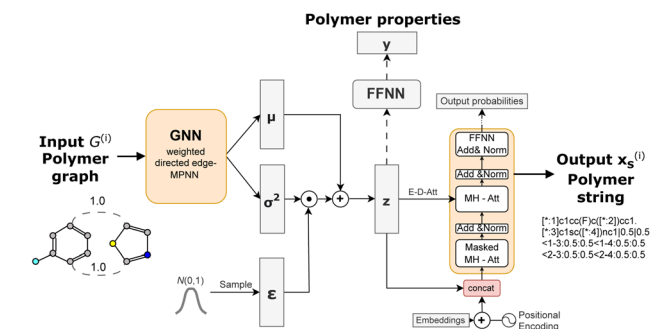 Polymer properties
y
FFNN
Output probabilities
Input G(i)
Polymer
graph
GNN
weighted
directed edge-
MPNN
μ
σ²
ε
z
E-D-Att
FFNN
Add& Norm
Add &Norm
MH - Att
Add &Norm
Masked
MH - Att
concat
Embeddings
Positional
Encoding
Output xs(i)
Polymer
string
[*:1]c1cc(F)c([*:2])cc1.
[*:3]c1sc([*:4])nc1|0.5|0.5
<1-3:0.5:0.5<1-4:0.5:0.5
<2-3:0.5:0.5<2-4:0.5:0.5
1.0
1.0
N(0,1)
Sample